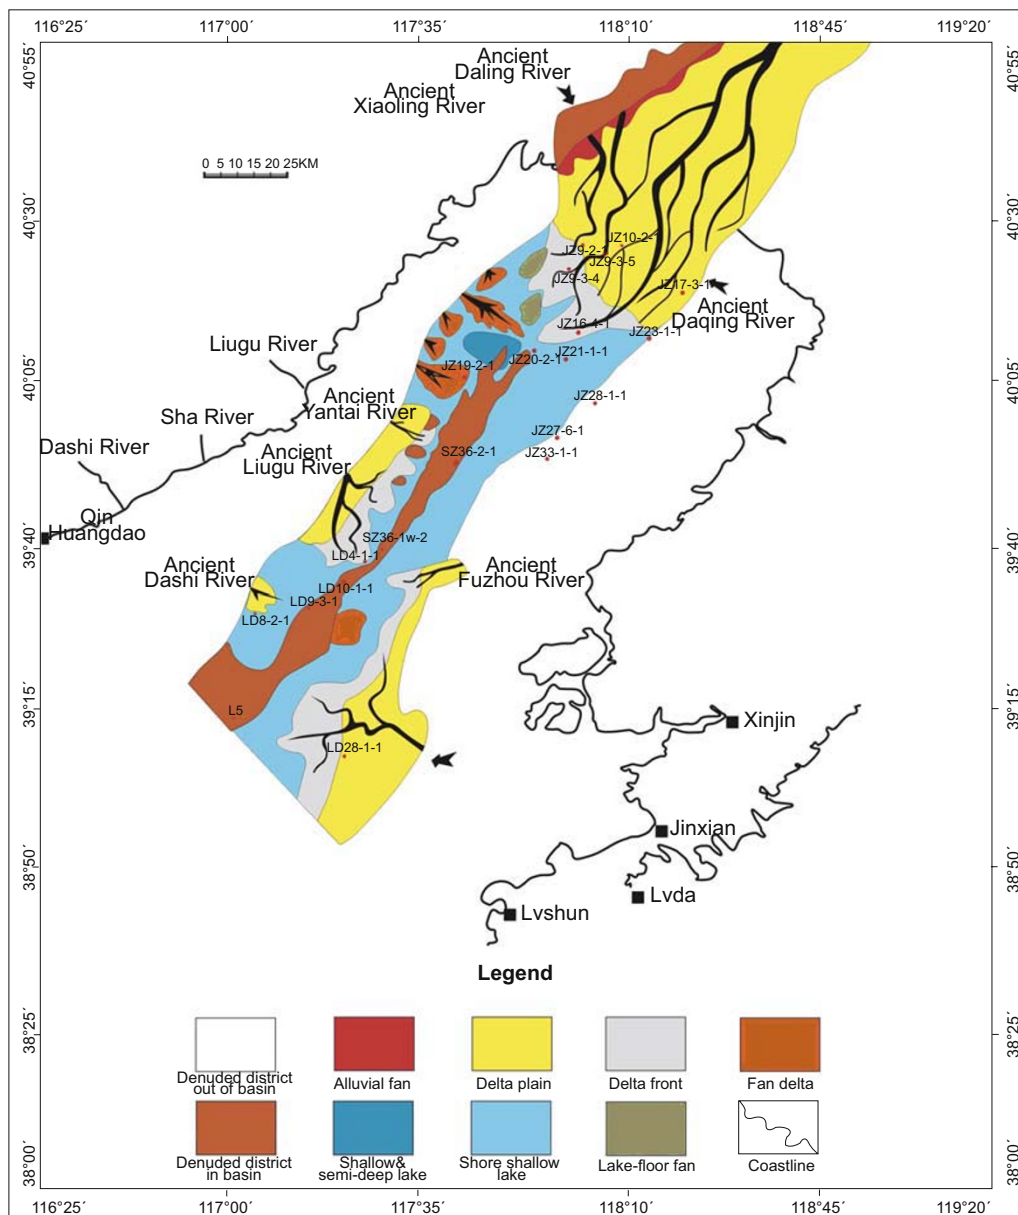 116°25´ 117°00´ 117°35´ 118°10´ 118°45´ 119°20´
40°55´
40°55´
Ancient
Daling River
Ancient
Xiaoling River
0 5 10 15 20 25KM
40°30´
40°30´
JZ10-2-1
JZ9-2-1
JZ9-3-5
JZ9-3-4
JZ17-3-1
Ancient
Daqing River
JZ16-4-1
JZ23-1-1
Liugu River
JZ20-2-1
JZ21-1-1
JZ19-2-1
40°05´
40°05´
Ancient
Yantai River
JZ28-1-1
Sha River
JZ27-6-1
Dashi River
SZ36-2-1
JZ33-1-1
Ancient
Liugu River
Qin
Huangdao
39°40´
39°40´
SZ36-1w-2
LD4-1-1
Ancient
Dashi River
Ancient
Fuzhou River
LD10-1-1
LD9-3-1
LD8-2-1
39°15´
39°15´
L5
Xinjin
LD28-1-1
Jinxian
38°50´
38°50´
Lvda
Lvshun
Legend
38°25´
38°25´
Denuded district
out of basin
Alluvial fan
Delta plain
Delta front
Fan delta
38°00´
38°00´
Denuded district
in basin
Shallow&
semi-deep lake
Shore shallow
lake
Lake-floor fan
Coastline
116°25´ 117°00´ 117°35´ 118°10´ 118°45´ 119°20´